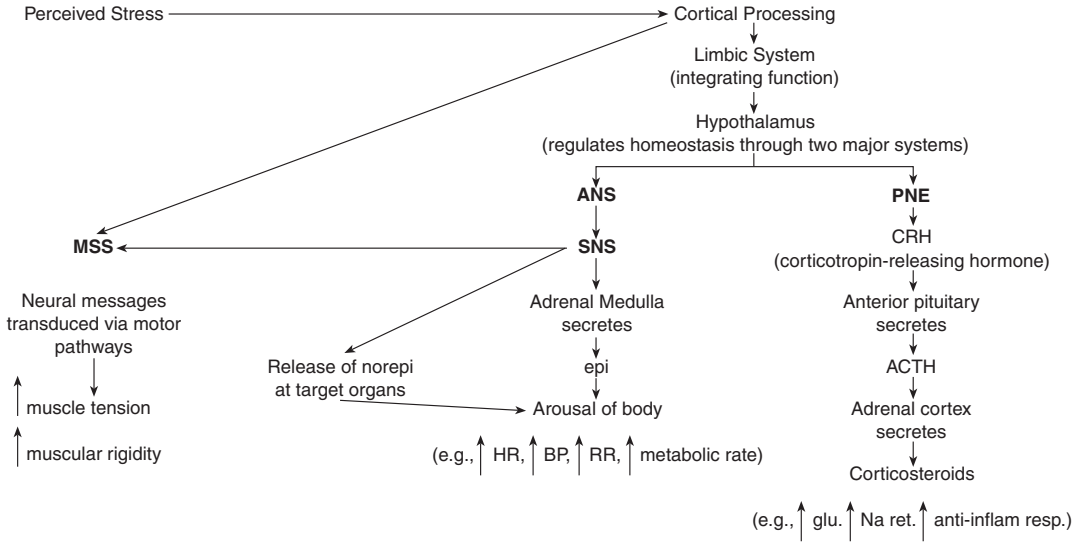 Perceived Stress
Cortical Processing
Limbic System
(integrating function)
Hypothalamus
(regulates homeostasis through two major systems)
ANS
PNE
MSS
SNS
CRH
(corticotropin-releasing hormone)
Neural messages
transduced via motor
pathways
muscle tension
muscular rigidity
Release of norepi
at target organs
Adrenal Medulla
secretes
epi
Arousal of body
(e.g., HR, BP, RR, metabolic rate)
Anterior pituitary
secretes
ACTH
Adrenal cortex
secretes
Corticosteroids
(e.g., glu. Na ret. anti-inflam resp.)